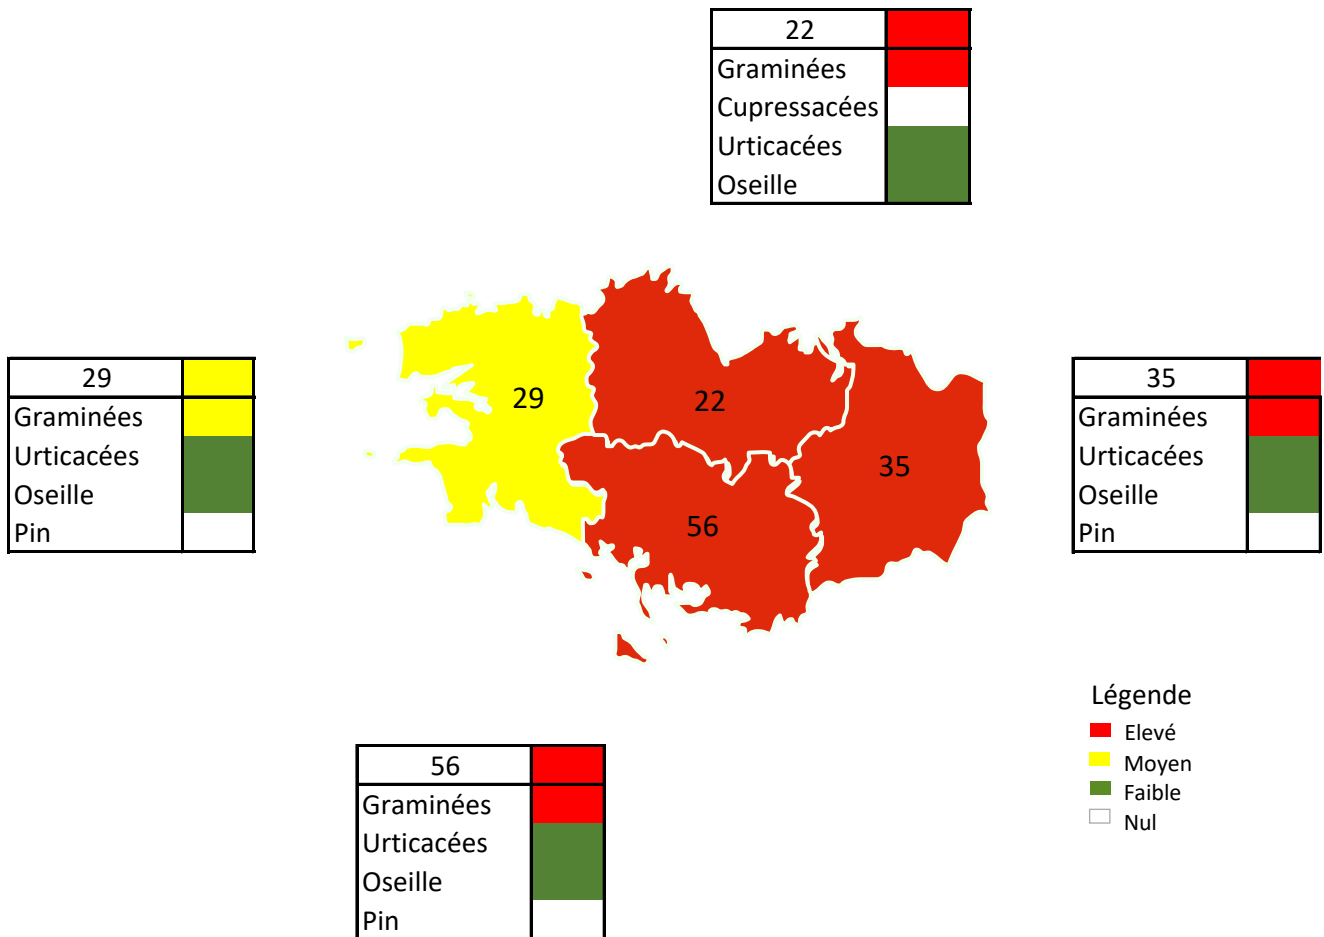 22
Graminées
Cupressacées
Urticacées
Oseille
29
Graminées
Urticacées
Oseille
Pin
29
22
35
56
35
Graminées
Urticacées
Oseille
Pin
56
Graminées
Urticacées
Oseille
Pin
Légende
Elevé
Moyen
Faible
Nul